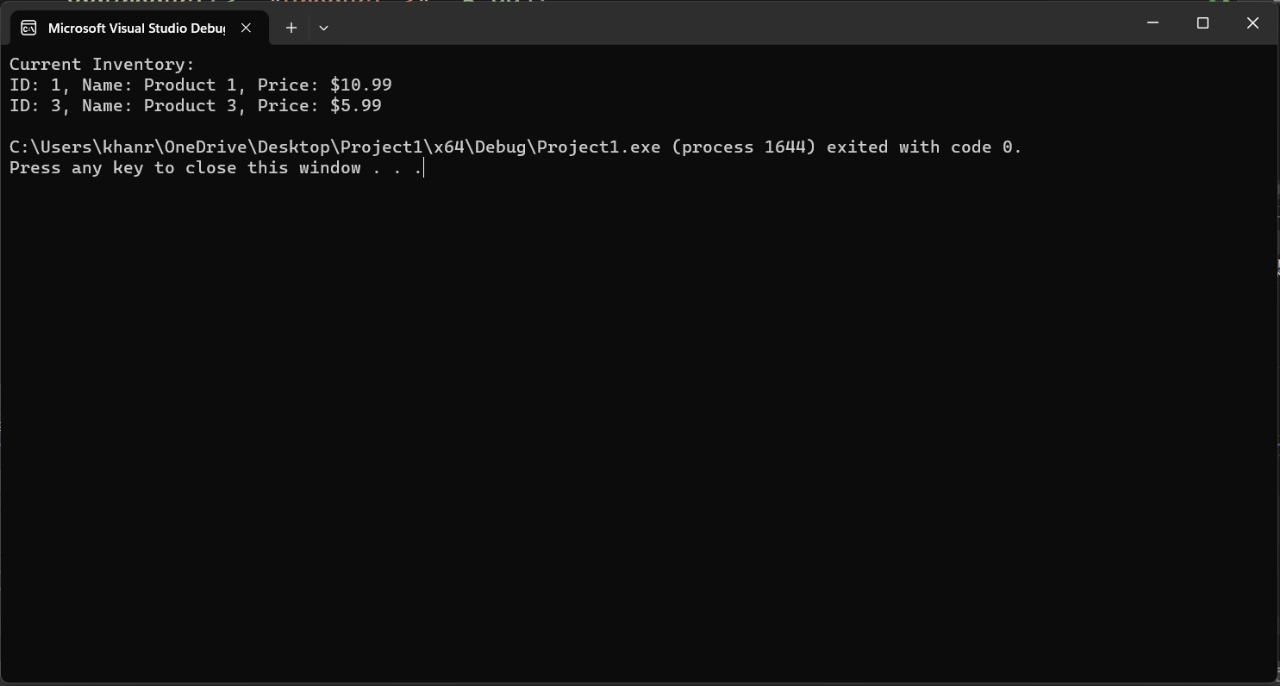 Microsoft Visual Studio Debug
Current Inventory:
ID: 1, Name: Product 1, Price: $10.99
ID: 3, Name: Product 3, Price: $5.99
C:\Users\khanr\OneDrive\Desktop\Project1\x64\Debug\Project1.exe (process 1644) exited with code 0.
Press any key to close this window . . .